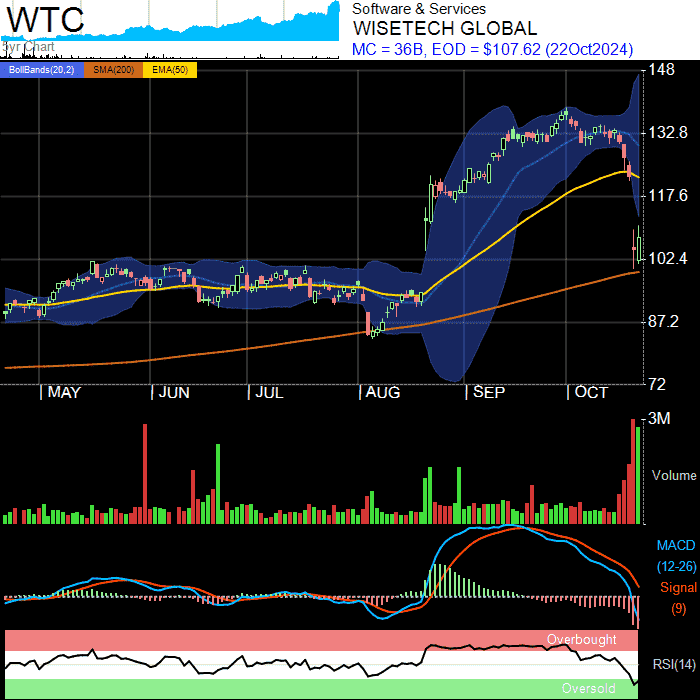 WTC
5yr Chart
Software & Services
WISETECH GLOBAL
MC = 36B, EOD = $107.62 (22Oct2024)
BollBands(20,2) SMA(200) EMA(50)
148
132.8
117.6
102.4
87.2
72
MAY JUN JUL AUG SEP OCT
3M
Volume
MACD
(12-26)
Signal
(9)
Overbought
RSI(14)
Oversold